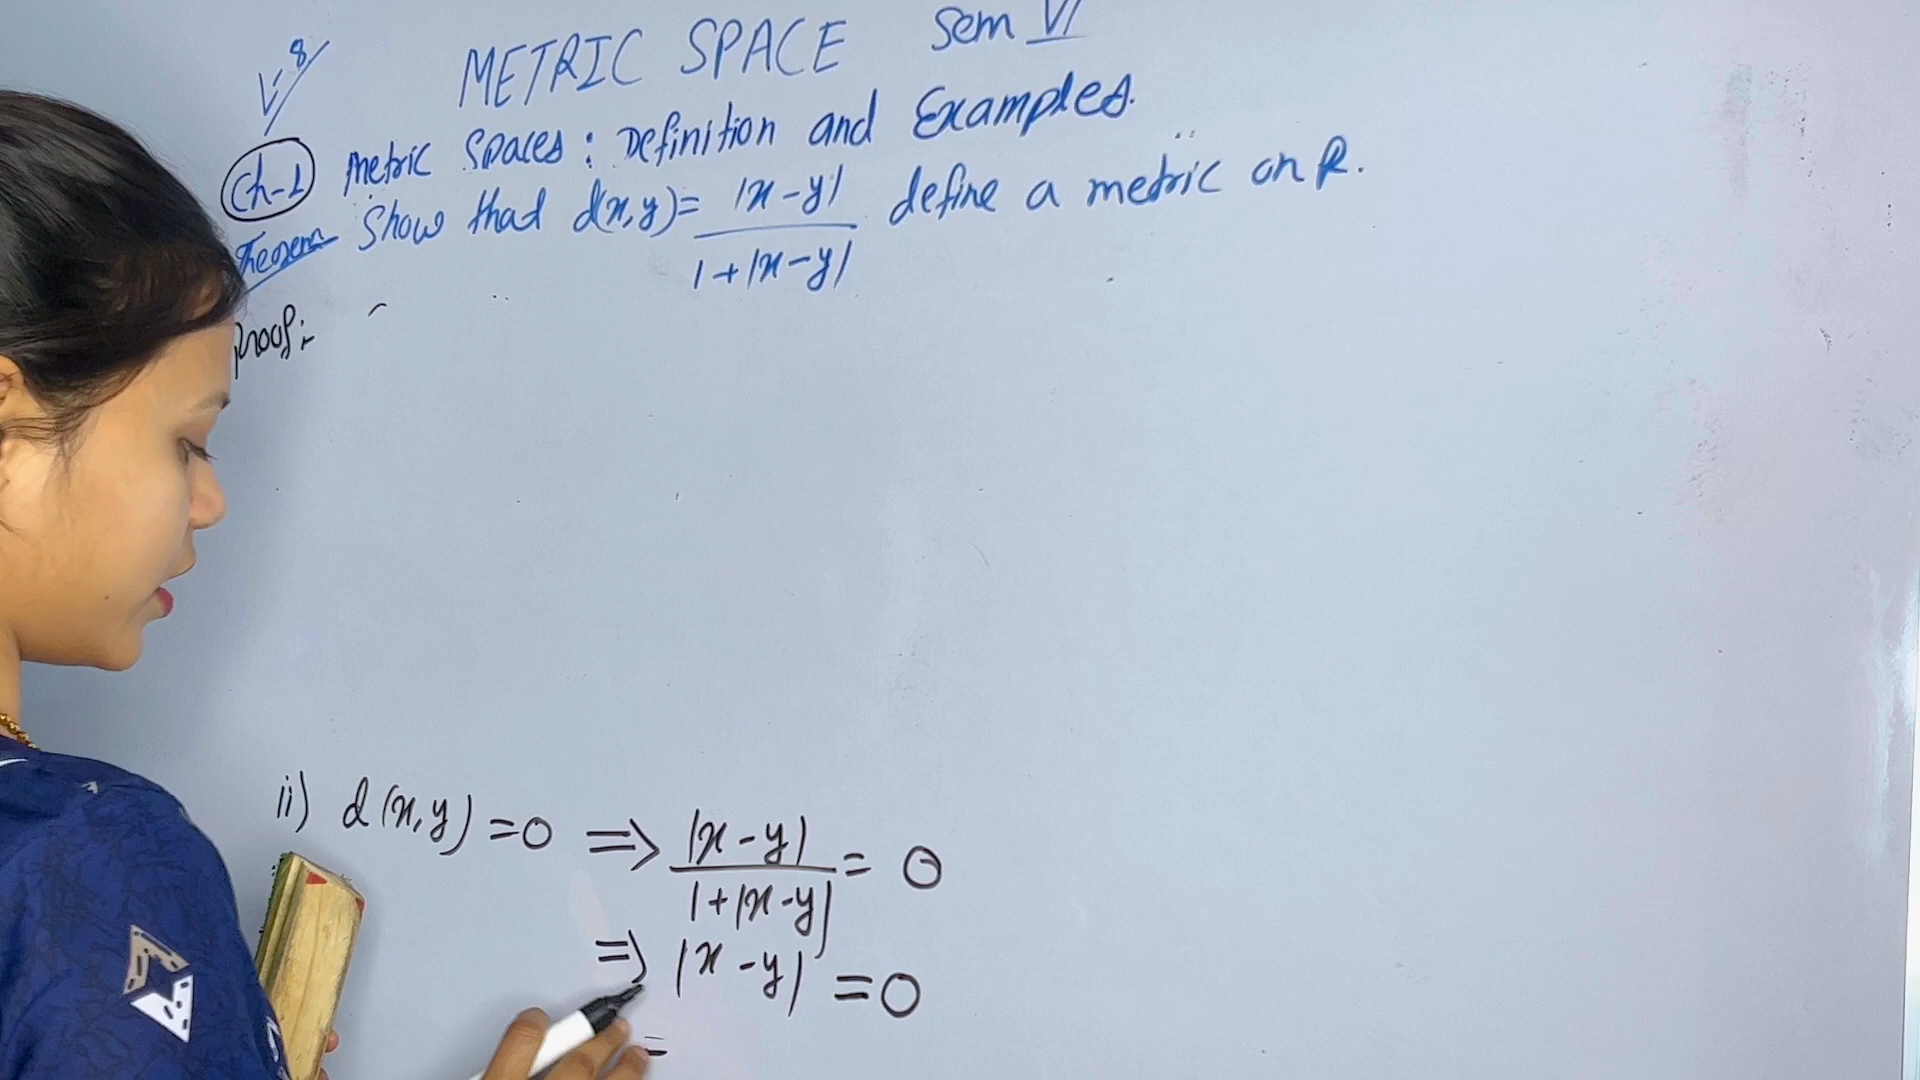 V-8
METRIC SPACE Sem VI
Ch-1 Metric Spaces: Definition and Examples.
Theorem Show that d(x,y)= |x-y| / 1+|x-y| define a metric on R.
Proof:-
ii) d(x,y)=0 => |x-y| / 1+|x-y| = 0
=> |x-y| = 0
=